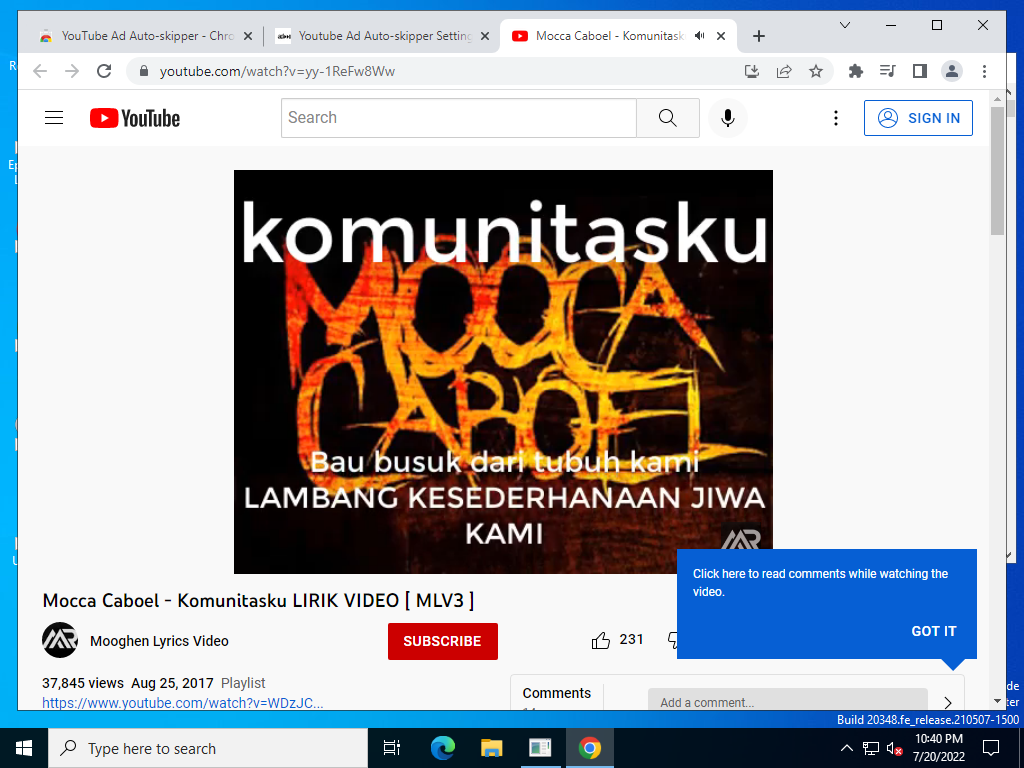 YouTube Ad Auto-skipper - Chro
Youtube Ad Auto-skipper Setting
Mocca Caboel - Komunitask
youtube.com/watch?v=yy-1ReFw8Ww
YouTube
Search
SIGN IN
komunitasku
MOCCA
CABOEL
Bau busuk dari tubuh kami
LAMBANG KESEDERHANAAN JIWA
KAMI
MR
Click here to read comments while watching the
video.
GOT IT
Mocca Caboel - Komunitasku LIRIK VIDEO [ MLV3 ]
Mooghen Lyrics Video
SUBSCRIBE
231
37,845 views Aug 25, 2017 Playlist
https://www.youtube.com/watch?v=WDzJC...
Comments
Add a comment...
Build 20348.fe_release.210507-1500
Type here to search
10:40 PM
7/20/2022